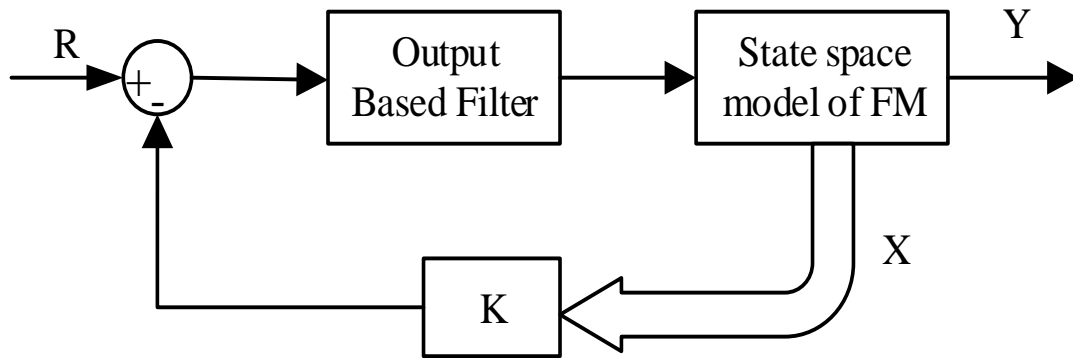 R
+
-
Output
Based Filter
State space
model of FM
Y
X
K